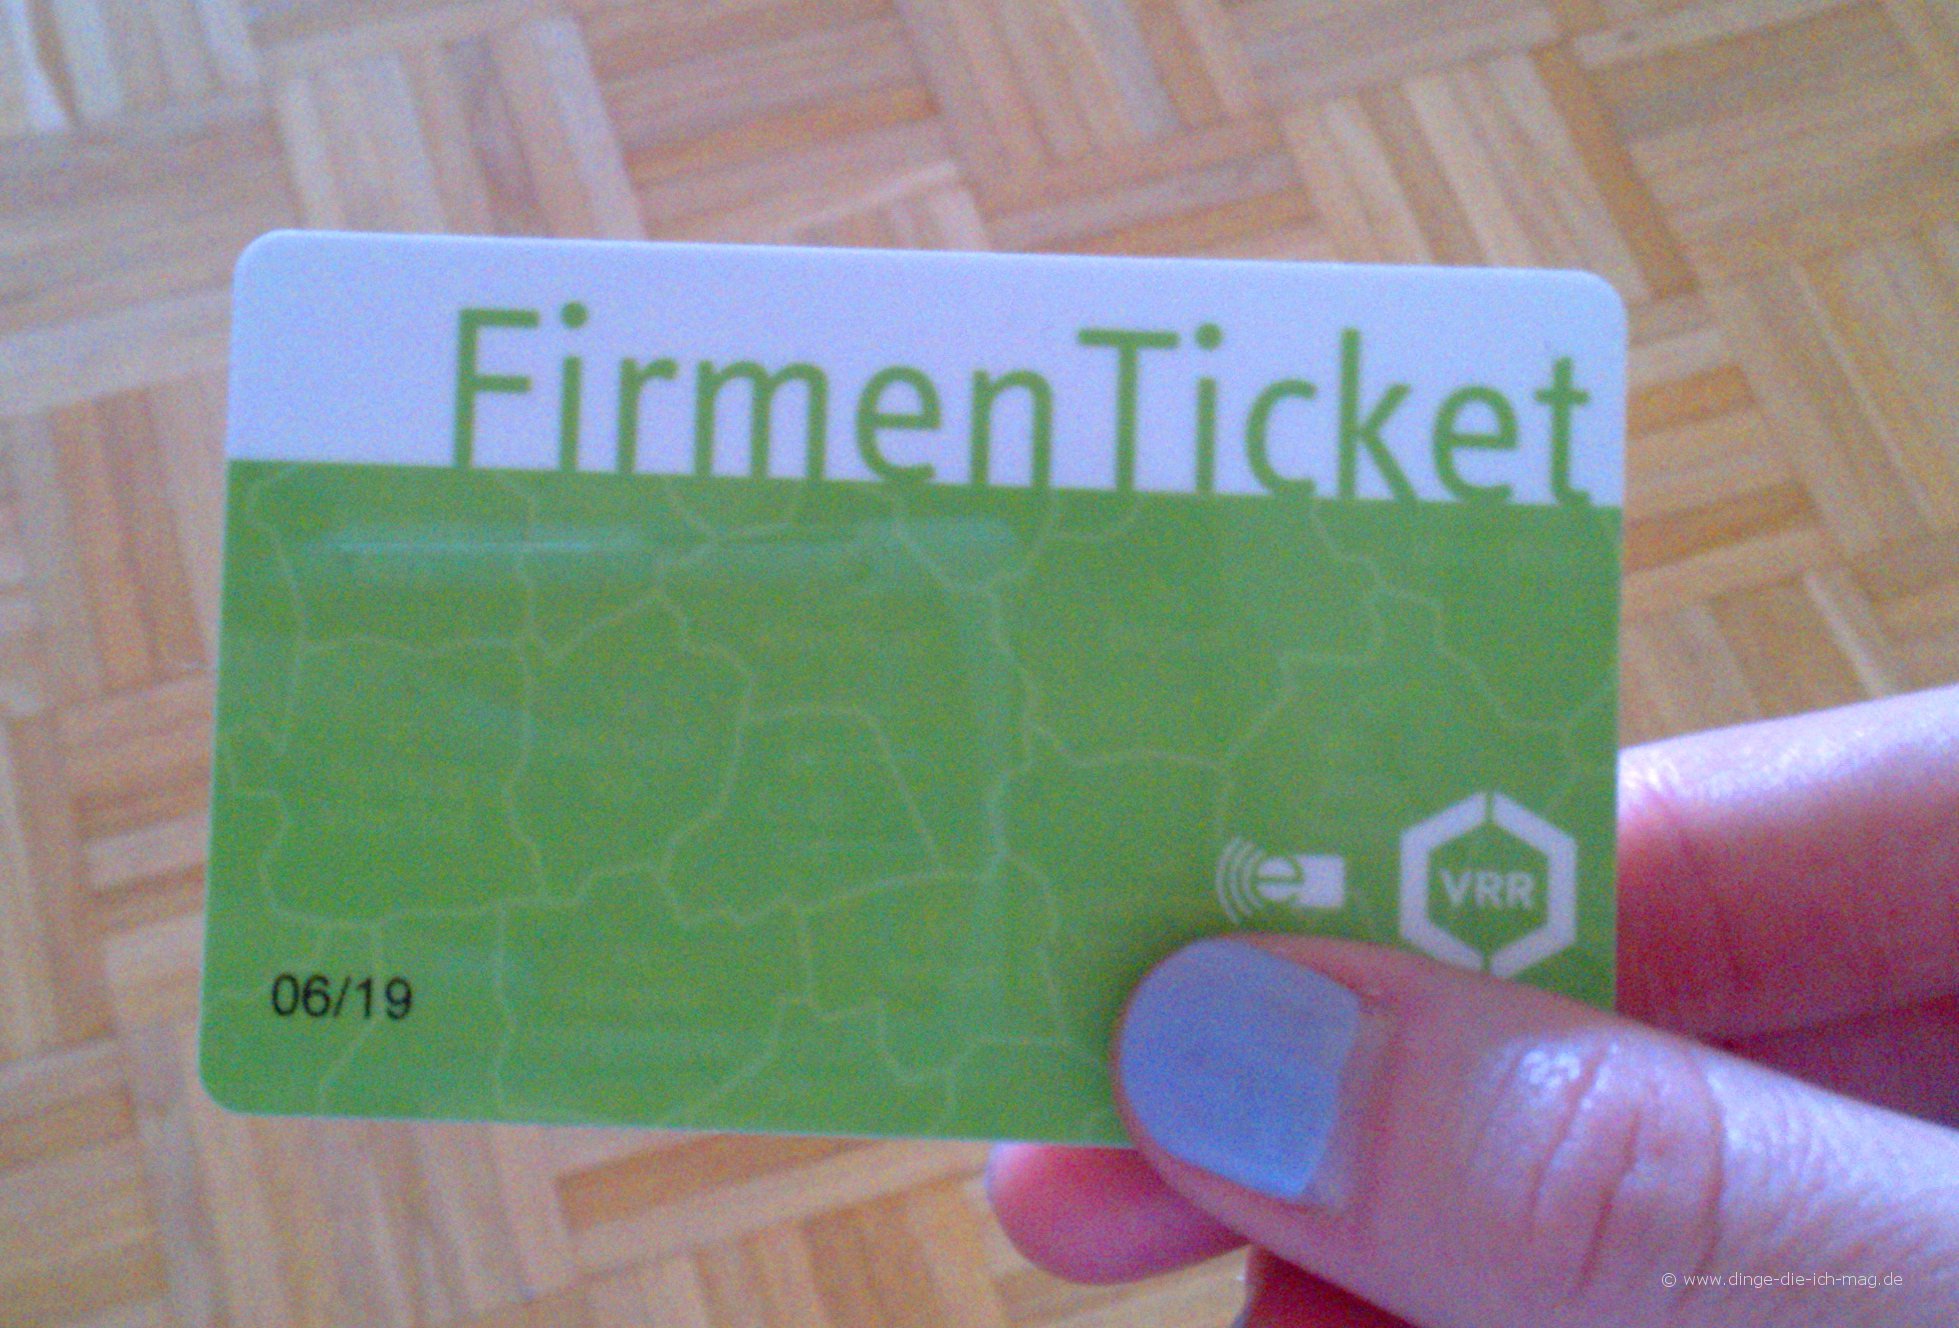 FirmenTicket
e
VRR
06/19
© www.dinge-die-ich-mag.de